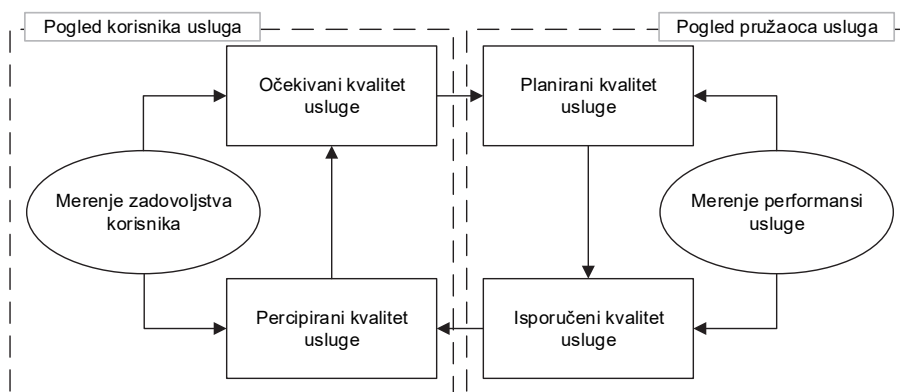 Pogled korisnika usluga
Pogled pružaoca usluga
Očekivani kvalitet
usluge
Planirani kvalitet
usluge
Merenje zadovoljstva
korisnika
Merenje performansi
usluge
Percipirani kvalitet
usluge
Isporučeni kvalitet
usluge